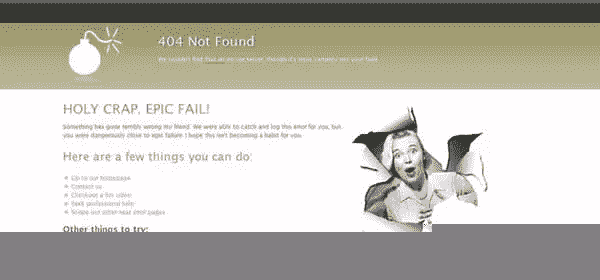 404 Not Found
We couldn't find that on our server, though it's most certainly not your fault.
HOLY CRAP, EPIC FAIL!
Something has gone terribly wrong my friend. We were able to catch and log this error for you, but
you were dangerously close to epic failure. I hope this isn't becoming a habit for you.
Here are a few things you can do:
Go to our homepage
Contact us
Checkout a fun video
Seek professional help
Scope out other neat error pages
Other things to try: